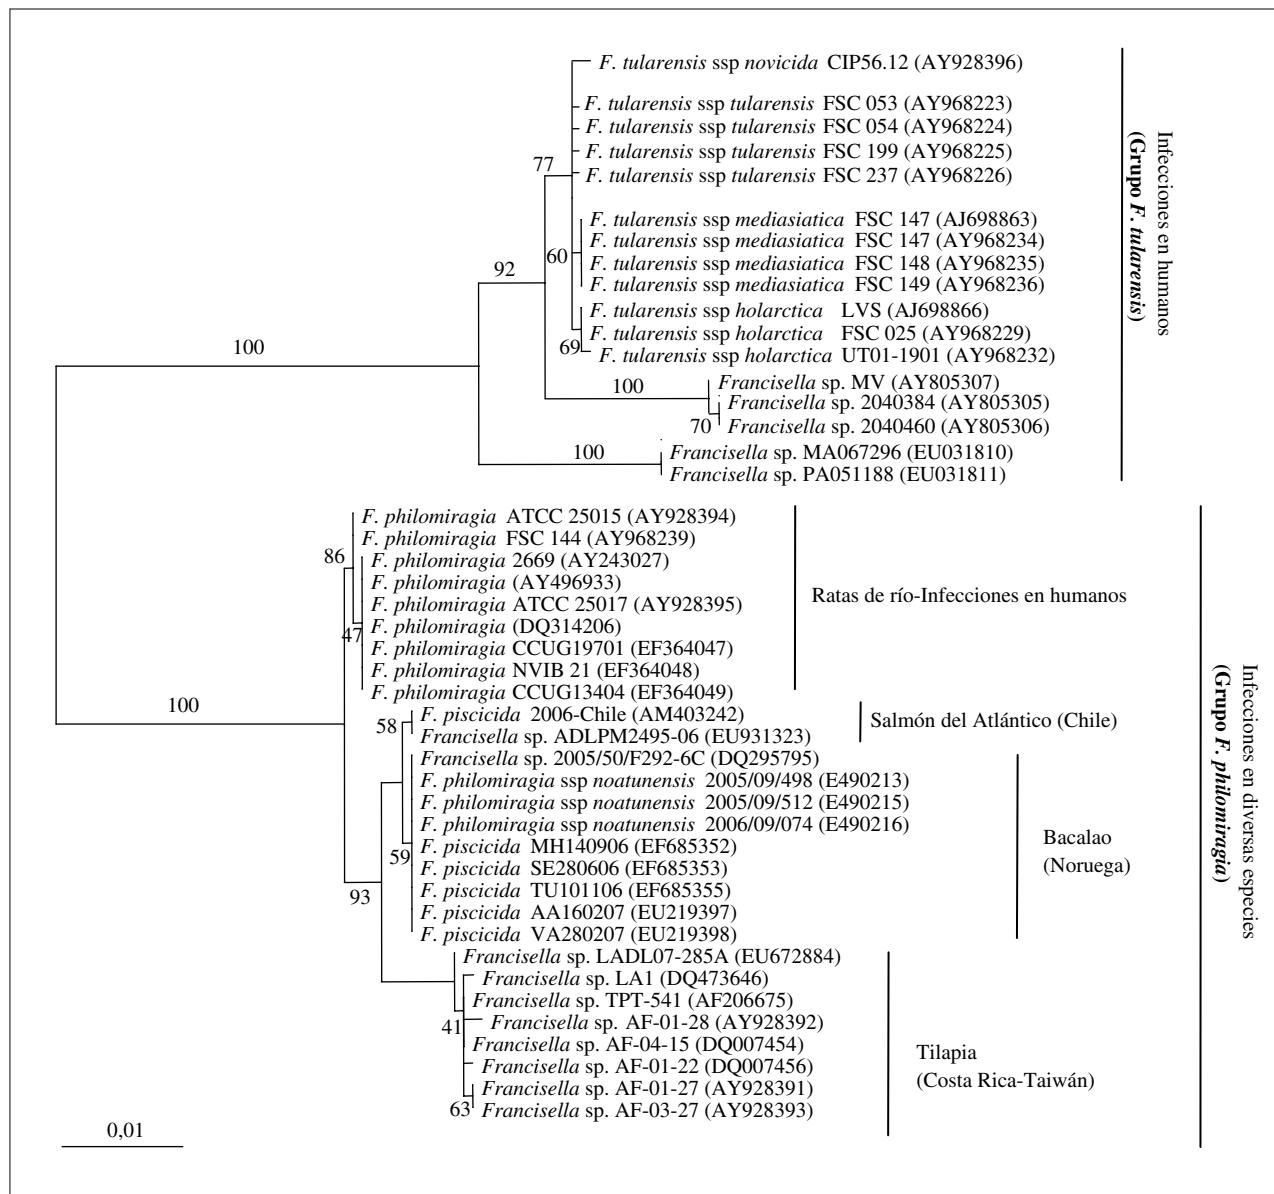 F. tularensis ssp novicida CIP56.12 (AY928396)
F. tularensis ssp tularensis FSC 053 (AY968223)
F. tularensis ssp tularensis FSC 054 (AY968224)
F. tularensis ssp tularensis FSC 199 (AY968225)
F. tularensis ssp tularensis FSC 237 (AY968226)
77
F. tularensis ssp mediasiatica FSC 147 (AJ698863)
F. tularensis ssp mediasiatica FSC 147 (AY968234)
F. tularensis ssp mediasiatica FSC 148 (AY968235)
F. tularensis ssp mediasiatica FSC 149 (AY968236)
60
92
F. tularensis ssp holarctica LVS (AJ698866)
F. tularensis ssp holarctica FSC 025 (AY968229)
F. tularensis ssp holarctica UT01-1901 (AY968232)
69
100
Francisella sp. MV (AY805307)
Francisella sp. 2040384 (AY805305)
Francisella sp. 2040460 (AY805306)
100
70
Francisella sp. MA067296 (EU031810)
Francisella sp. PA051188 (EU031811)
100
Infecciones en humanos
(Grupo F. tularensis)
F. philomiragia ATCC 25015 (AY928394)
F. philomiragia FSC 144 (AY968239)
F. philomiragia 2669 (AY243027)
F. philomiragia (AY496933)
F. philomiragia ATCC 25017 (AY928395)
F. philomiragia (DQ314206)
F. philomiragia CCUG19701 (EF364047)
F. philomiragia NVIB 21 (EF364048)
F. philomiragia CCUG13404 (EF364049)
86
47
Ratas de río-Infecciones en humanos
100
F. piscicida 2006-Chile (AM403242)
Francisella sp. ADLPM2495-06 (EU931323)
58
Salmón del Atlántico (Chile)
Francisella sp. 2005/50/F292-6C (DQ295795)
F. philomiragia ssp noatunensis 2005/09/498 (E490213)
F. philomiragia ssp noatunensis 2005/09/512 (E490215)
F. philomiragia ssp noatunensis 2006/09/074 (E490216)
F. piscicida MH140906 (EF685352)
F. piscicida SE280606 (EF685353)
F. piscicida TU101106 (EF685355)
F. piscicida AA160207 (EU219397)
F. piscicida VA280207 (EU219398)
59
93
Bacalao
(Noruega)
Francisella sp. LADL07-285A (EU672884)
Francisella sp. LA1 (DQ473646)
Francisella sp. TPT-541 (AF206675)
Francisella sp. AF-01-28 (AY928392)
Francisella sp. AF-04-15 (DQ007454)
Francisella sp. AF-01-22 (DQ007456)
Francisella sp. AF-01-27 (AY928391)
Francisella sp. AF-03-27 (AY928393)
41
63
Tilapia
(Costa Rica-Taiwán)
Infecciones en diversas especies
(Grupo F. philomiragia)
0,01